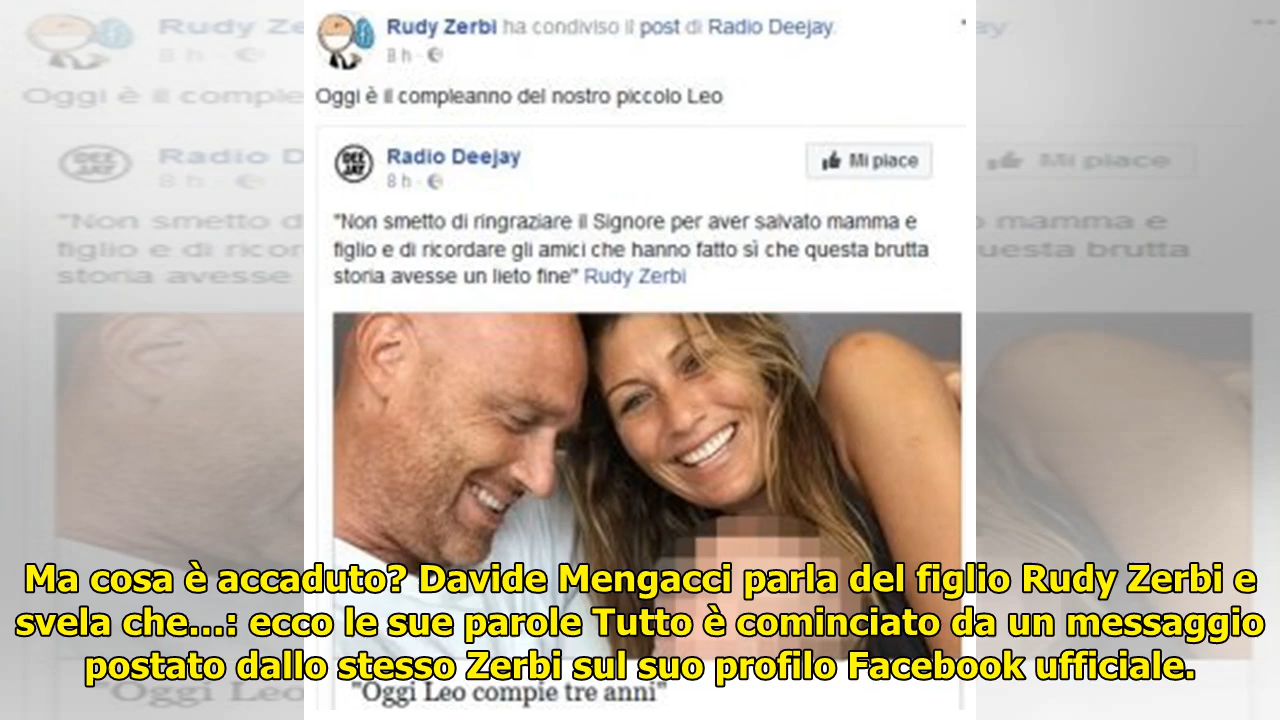 Rudy Zerbi ha condiviso il post di Radio Deejay.
8 h
Oggi è il compleanno del nostro piccolo Leo
DEE
JAY
Radio Deejay
8 h
Mi piace
"Non smetto di ringraziare il Signore per aver salvato mamma e
figlio e di ricordare gli amici che hanno fatto sì che questa brutta
storia avesse un lieto fine" Rudy Zerbi
Ma cosa è accaduto? Davide Mengacci parla del figlio Rudy Zerbi e
svela che...: ecco le sue parole Tutto è cominciato da un messaggio
postato dallo stesso Zerbi sul suo profilo Facebook ufficiale.
"Oggi Leo compie tre anni"